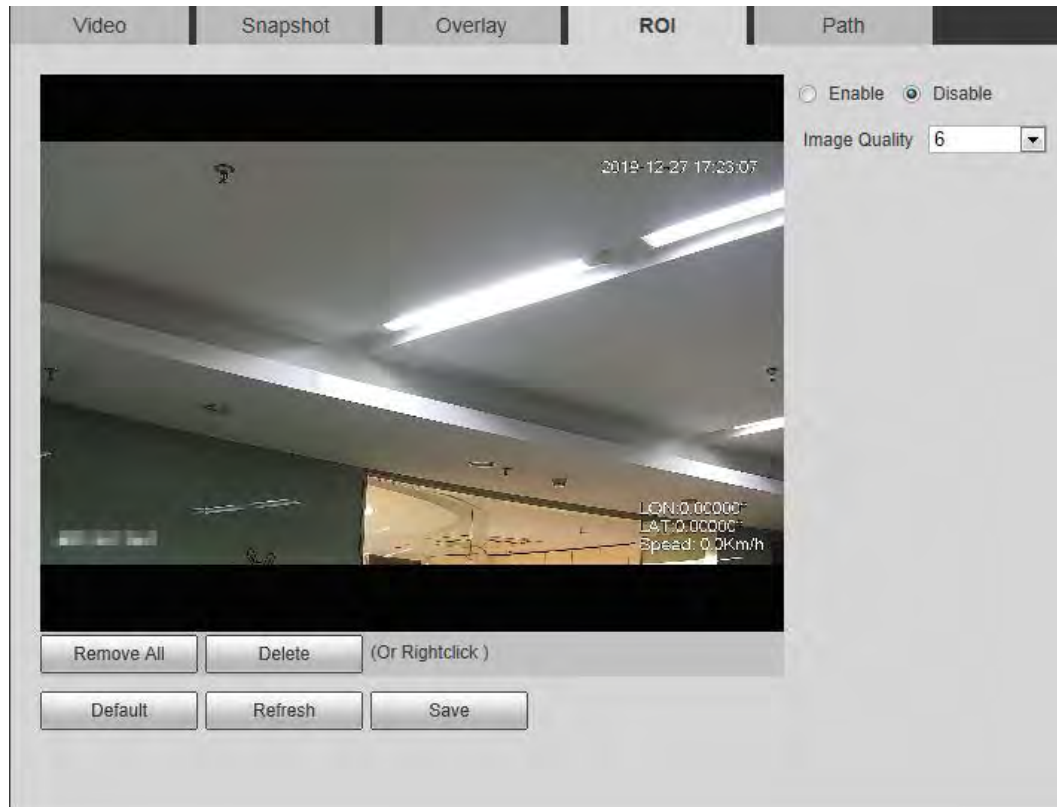 Video
Snapshot
Overlay
ROI
Path
Enable
Disable
Image Quality
6
2019-12-27 17:23:07
LON:0.00000°
LAT:0.00000°
Speed: 0.0Km/h
Remove All
Delete
(Or Rightclick )
Default
Refresh
Save